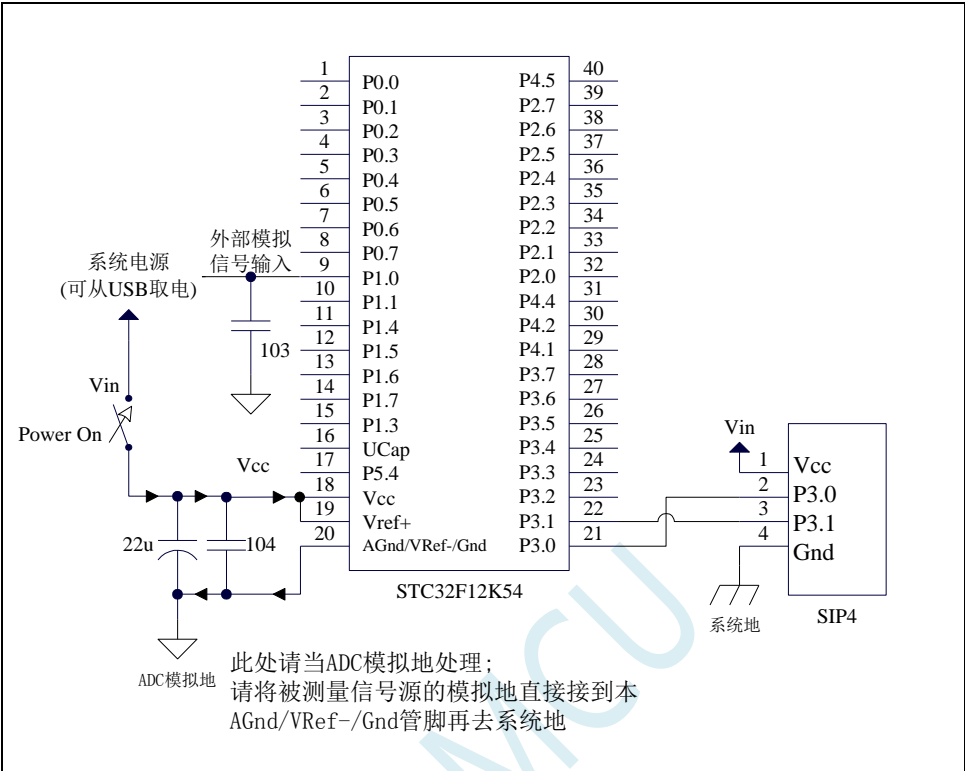 1
P0.0
2
P0.1
3
P0.2
4
P0.3
5
P0.4
6
P0.5
7
P0.6
8
P0.7
9
P1.0
10
P1.1
11
P1.4
12
P1.5
13
P1.6
14
P1.7
15
P1.3
16
UCap
17
P5.4
18
Vcc
19
Vref+
20
AGnd/VRef-/Gnd
40
P4.5
39
P2.7
38
P2.6
37
P2.5
36
P2.4
35
P2.3
34
P2.2
33
P2.1
32
P2.0
31
P4.4
30
P4.2
29
P4.1
28
P3.7
27
P3.6
26
P3.5
25
P3.4
24
P3.3
23
P3.2
22
P3.1
21
P3.0
STC32F12K54
外部模拟
信号输入
103
系统电源
(可从USB取电)
Vin
Power On
Vcc
22u
104
ADC模拟地
Vin
1
Vcc
2
P3.0
3
P3.1
4
Gnd
SIP4
系统地
此处请当ADC模拟地处理;
请将被测量信号源的模拟地直接接到本
AGnd/VRef-/Gnd管脚再去系统地
MCU